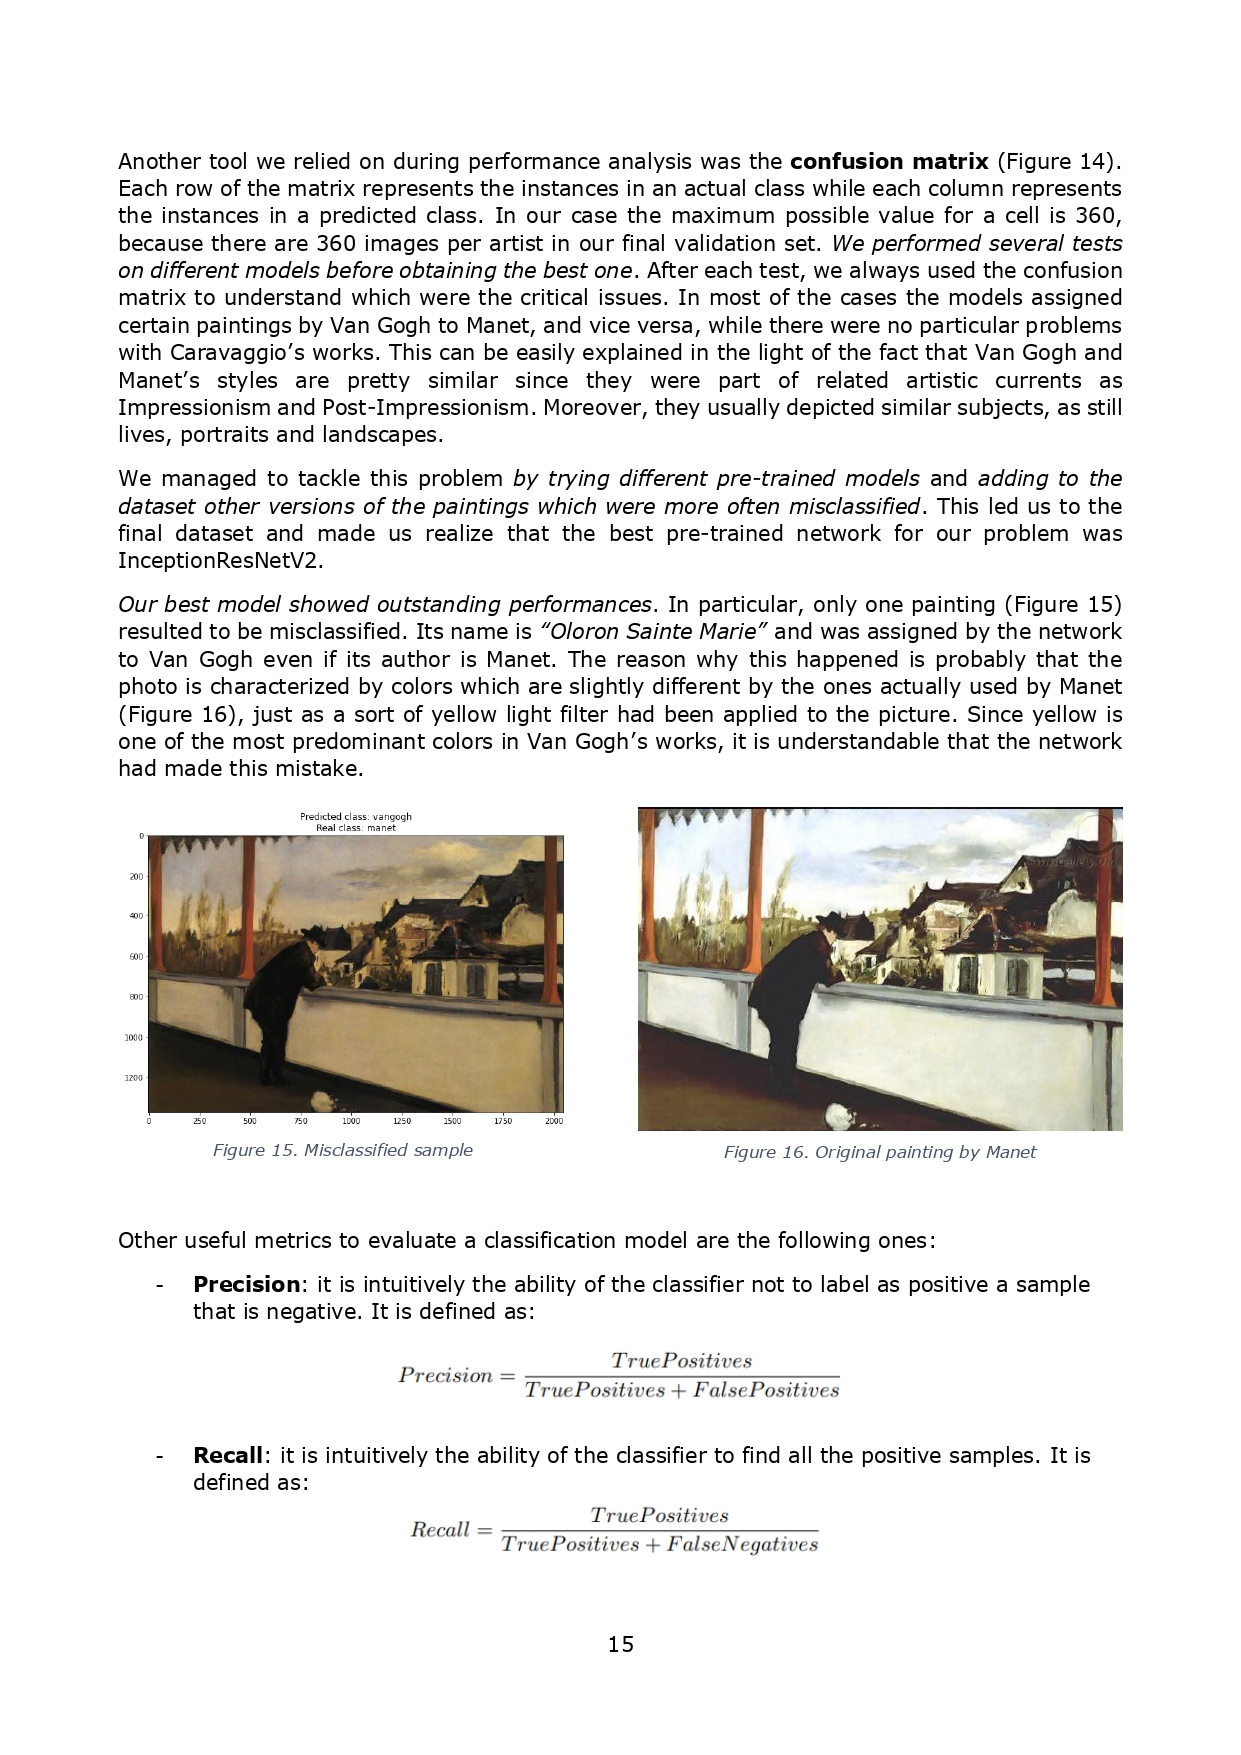 Another tool we relied on during performance analysis was the confusion matrix (Figure 14).
Each row of the matrix represents the instances in an actual class while each column represents
the instances in a predicted class. In our case the maximum possible value for a cell is 360,
because there are 360 images per artist in our final validation set. We performed several tests
on different models before obtaining the best one. After each test, we always used the confusion
matrix to understand which were the critical issues. In most of the cases the models assigned
certain paintings by Van Gogh to Manet, and vice versa, while there were no particular problems
with Caravaggio’s works. This can be easily explained in the light of the fact that Van Gogh and
Manet’s styles are pretty similar since they were part of related artistic currents as
Impressionism and Post-Impressionism. Moreover, they usually depicted similar subjects, as still
lives, portraits and landscapes.
We managed to tackle this problem by trying different pre-trained models and adding to the
dataset other versions of the paintings which were more often misclassified. This led us to the
final dataset and made us realize that the best pre-trained network for our problem was
InceptionResNetV2.
Our best model showed outstanding performances. In particular, only one painting (Figure 15)
resulted to be misclassified. Its name is “Oloron Sainte Marie” and was assigned by the network
to Van Gogh even if its author is Manet. The reason why this happened is probably that the
photo is characterized by colors which are slightly different by the ones actually used by Manet
(Figure 16), just as a sort of yellow light filter had been applied to the picture. Since yellow is
one of the most predominant colors in Van Gogh’s works, it is understandable that the network
had made this mistake.
Predicted class: vangogh
Real class: manet
0
200
400
600
800
1000
1200
0 250 500 750 1000 1250 1500 1750 2000
Figure 15. Misclassified sample
Figure 16. Original painting by Manet
Other useful metrics to evaluate a classification model are the following ones:
- Precision: it is intuitively the ability of the classifier not to label as positive a sample
that is negative. It is defined as:
TruePositives
Precision =
TruePositives + FalsePositives
- Recall: it is intuitively the ability of the classifier to find all the positive samples. It is
defined as:
TruePositives
Recall =
TruePositives + FalseNegatives
15